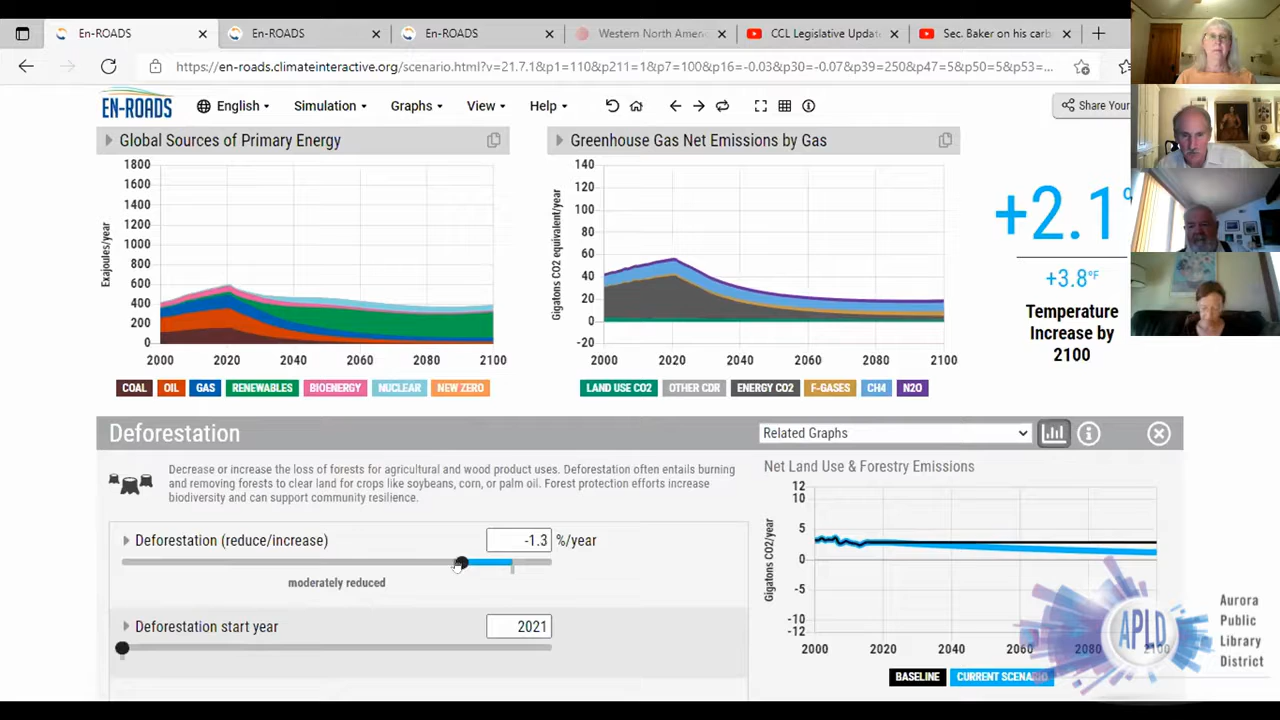 En-ROADS
En-ROADS
En-ROADS
Western North Ameri
CCL Legislative Updat
Sec. Baker on his carb
https://en-roads.climateinteractive.org/scenario.html?v=21.7.1&p1=110&p211=1&p7=100&p16=-0.03&p30=-0.07&p39=250&p47=5&p50=5&p53=...
EN-ROADS
English
Simulation
Graphs
View
Help
Share Your
Global Sources of Primary Energy
Greenhouse Gas Net Emissions by Gas
1800
1600
1400
1200
1000
800
600
400
200
0
Exajoules/year
2000
2020
2040
2060
2080
2100
COAL
OIL
GAS
RENEWABLES
BIOENERGY
NUCLEAR
NEW ZERO
140
120
100
80
60
40
20
0
-20
Gigatons CO2 equivalent/year
2000
2020
2040
2060
2080
2100
LAND USE CO2
OTHER CDR
ENERGY CO2
F-GASES
CH4
N2O
+2.1°
+3.8°F
Temperature
Increase by
2100
Deforestation
Related Graphs
Decrease or increase the loss of forests for agricultural and wood product uses. Deforestation often entails burning
and removing forests to clear land for crops like soybeans, corn, or palm oil. Forest protection efforts increase
biodiversity and can support community resilience.
Deforestation (reduce/increase)
-1.3
%/year
moderately reduced
Deforestation start year
2021
Net Land Use & Forestry Emissions
12
10
5
0
-5
-10
-12
Gigatons CO2/year
2000
2020
2040
2060
2080
2100
BASELINE
CURRENT SCENARIO
APLD
Aurora
Public
Library
District